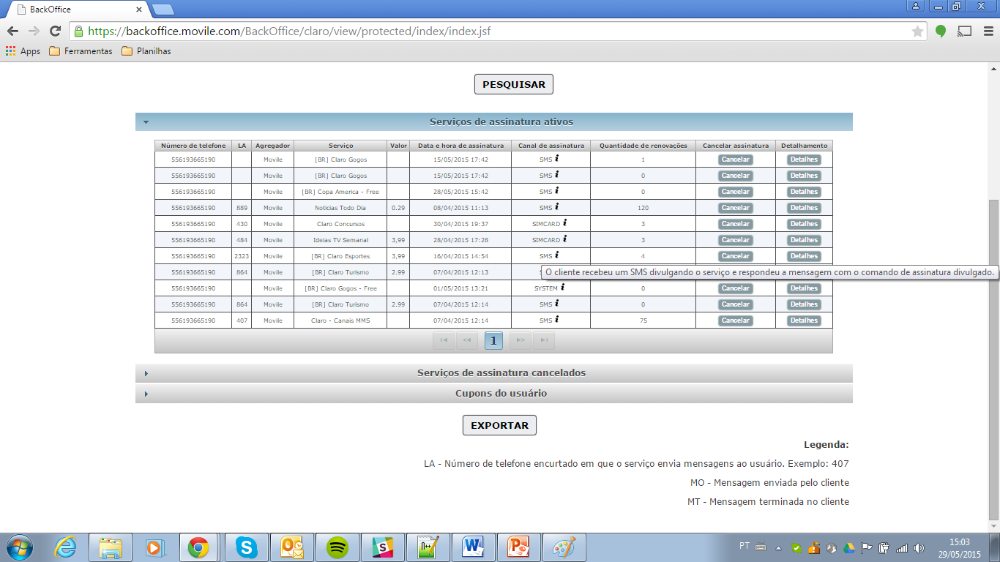 BackOffice
https://backoffice.movile.com/BackOffice/claro/view/protected/index/index.jsf
Apps Ferramentas Planilhas
PESQUISAR
Serviços de assinatura ativos
Número de telefone LA Agregador Serviço Valor Data e hora de assinatura Canal de assinatura Quantidade de renovações Cancelar assinatura Detalhamento
556193665190 Movile [BR] Claro Gogos 15/05/2015 17:42 SMS i 1 Cancelar Detalhes
556193665190 Movile [BR] Claro Gogos 15/05/2015 17:42 SMS i 0 Cancelar Detalhes
556193665190 Movile [BR] Copa America - Free 28/05/2015 15:42 SMS i 0 Cancelar Detalhes
556193665190 889 Movile Noticias Todo Dia 0.29 08/04/2015 11:13 SMS i 120 Cancelar Detalhes
556193665190 430 Movile Claro Concursos 30/04/2015 19:37 SIMCARD i 3 Cancelar Detalhes
556193665190 484 Movile Ideias TV Semanal 3,99 28/04/2015 17:28 SIMCARD i 3 Cancelar Detalhes
556193665190 2323 Movile [BR] Claro Esportes 3,99 16/04/2015 14:54 SMS i 4 Cancelar Detalhes
556193665190 864 Movile [BR] Claro Turismo 2.99 07/04/2015 12:13
O cliente recebeu um SMS divulgando o serviço e respondeu a mensagem com o comando de assinatura divulgado.
556193665190 Movile [BR] Claro Gogos - Free 01/05/2015 13:21 SYSTEM i 0 Cancelar Detalhes
556193665190 864 Movile [BR] Claro Turismo 2.99 07/04/2015 12:14 SMS i 0 Cancelar Detalhes
556193665190 407 Movile Claro - Canais MMS 07/04/2015 12:14 SMS i 75 Cancelar Detalhes
1
Serviços de assinatura cancelados
Cupons do usuário
EXPORTAR
Legenda:
LA - Número de telefone encurtado em que o serviço envia mensagens ao usuário. Exemplo: 407
MO - Mensagem enviada pelo cliente
MT - Mensagem terminada no cliente
PT 15:03
29/05/2015